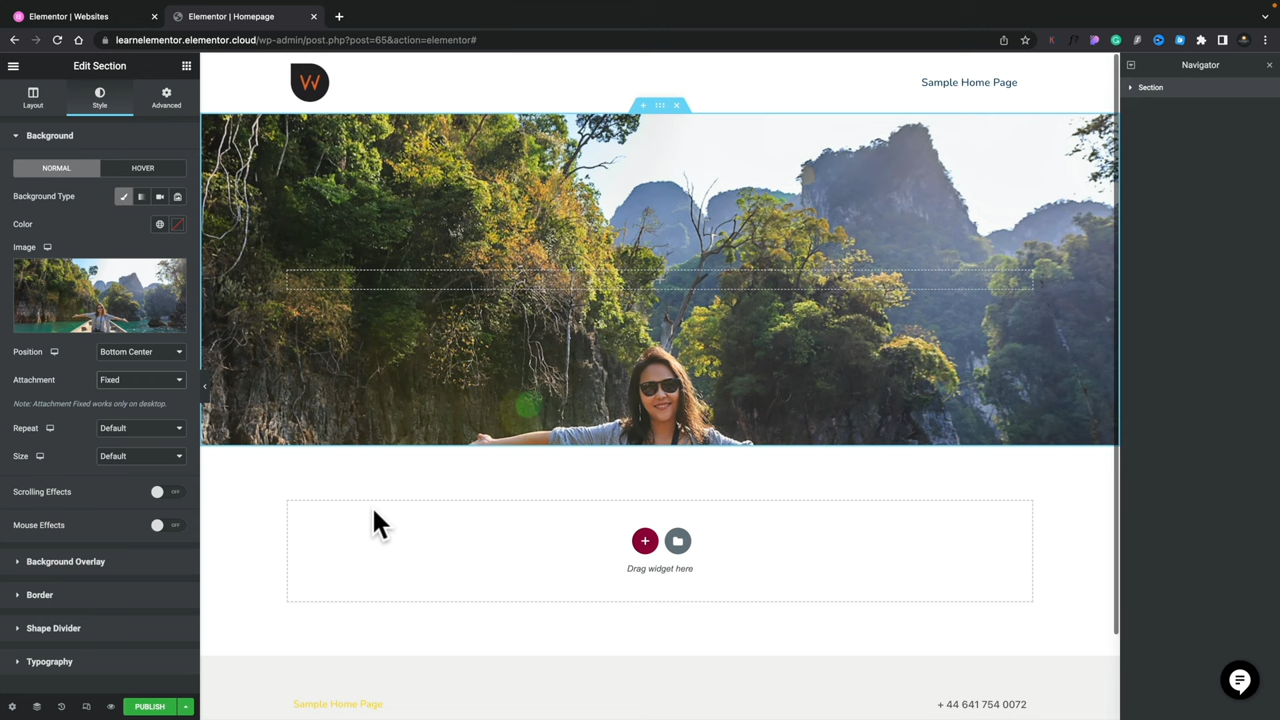 Elementor | Websites
Elementor | Homepage
learnelementor.elementor.cloud/wp-admin/post.php?post=65&action=elementor#
Edit Section
Layout
Style
Advanced
Background
NORMAL
HOVER
Background Type
Color
Image
Position
Bottom Center
Attachment
Fixed
Note: Attachment Fixed works only on desktop.
Repeat
Default
Size
Default
Scrolling Effects
OFF
Mouse Effects
OFF
Background Overlay
Border
Shape Divider
Typography
PUBLISH
W
Sample Home Page
Drag widget here
Sample Home Page
+ 44 641 754 0072
Navigator
Section